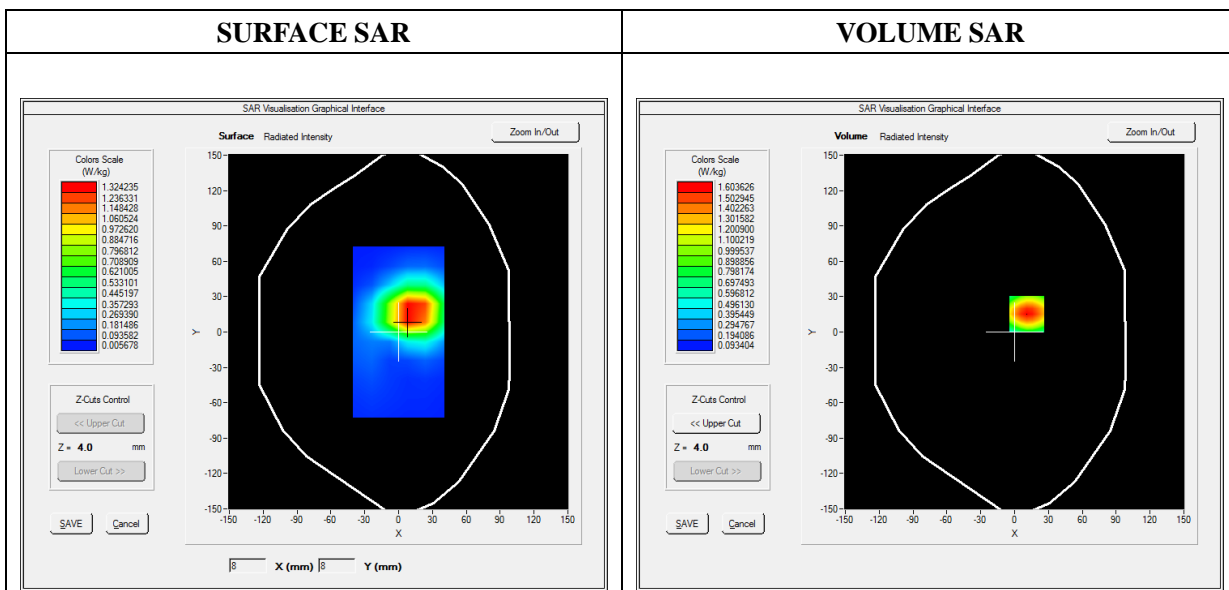 SURFACE SAR
VOLUME SAR
SAR Visualisation Graphical Interface
Surface Radiated Intensity
Zoom In/Out
Colors Scale
(W/kg)
1.324235
1.236331
1.148428
1.060524
0.972620
0.884716
0.796812
0.708909
0.621005
0.533101
0.445197
0.357293
0.269390
0.181486
0.093582
0.005678
Z-Cuts Control
<< Upper Cut
Z = 4.0 mm
Lower Cut >>
SAVE
Cancel
150
120
90
60
30
0
-30
-60
-90
-120
-150
Y
-150 -120 -90 -60 -30 0 30 60 90 120 150
X
8 X (mm) 8 Y (mm)
SAR Visualisation Graphical Interface
Volume Radiated Intensity
Zoom In/Out
Colors Scale
(W/kg)
1.603626
1.502945
1.402263
1.301582
1.200900
1.100219
0.999537
0.898856
0.798174
0.697493
0.596812
0.496130
0.395449
0.294767
0.194086
0.093404
Z-Cuts Control
<< Upper Cut
Z = 4.0 mm
Lower Cut >>
SAVE
Cancel
150
120
90
60
30
0
-30
-60
-90
-120
-150
Y
-150 -120 -90 -60 -30 0 30 60 90 120 150
X